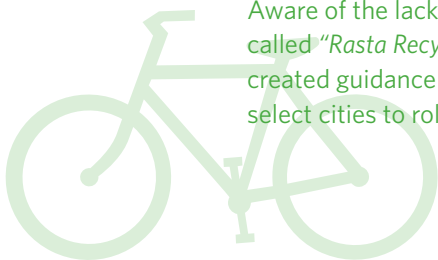 Aware of the lack
called "Rasta Recy
created guidance
select cities to rol